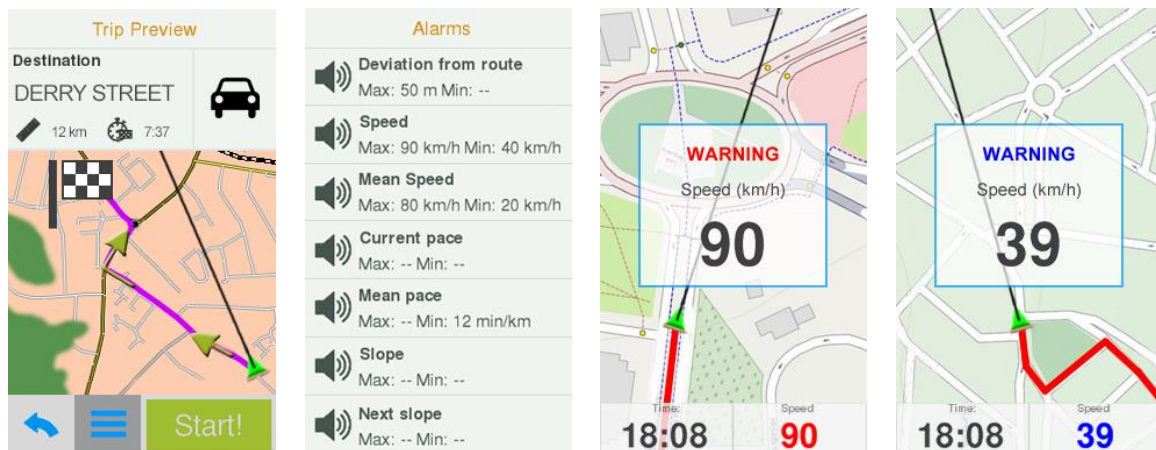 Trip Preview
Destination
DERRY STREET
12 km 7:37
Start!
Alarms
Deviation from route
Max: 50 m Min: --
Speed
Max: 90 km/h Min: 40 km/h
Mean Speed
Max: 80 km/h Min: 20 km/h
Current pace
Max: -- Min: --
Mean pace
Max: -- Min: 12 min/km
Slope
Max: -- Min: --
Next slope
Max: -- Min: --
WARNING
Speed (km/h)
90
Time: Speed
18:08 90
WARNING
Speed (km/h)
39
Time: Speed
18:08 39